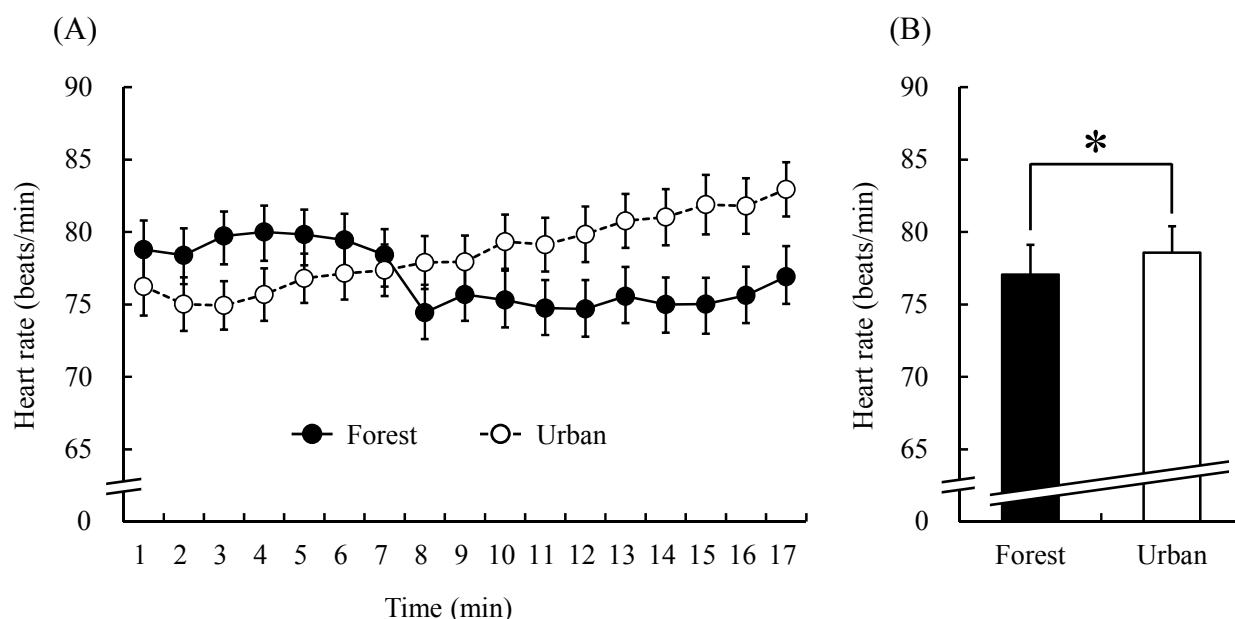 (A)
Heart rate (beats/min)
90
85
80
75
70
65
0
1 2 3 4 5 6 7 8 9 10 11 12 13 14 15 16 17
Time (min)
Forest Urban
(B)
Heart rate (beats/min)
90
85
80
75
70
65
0
*
Forest Urban